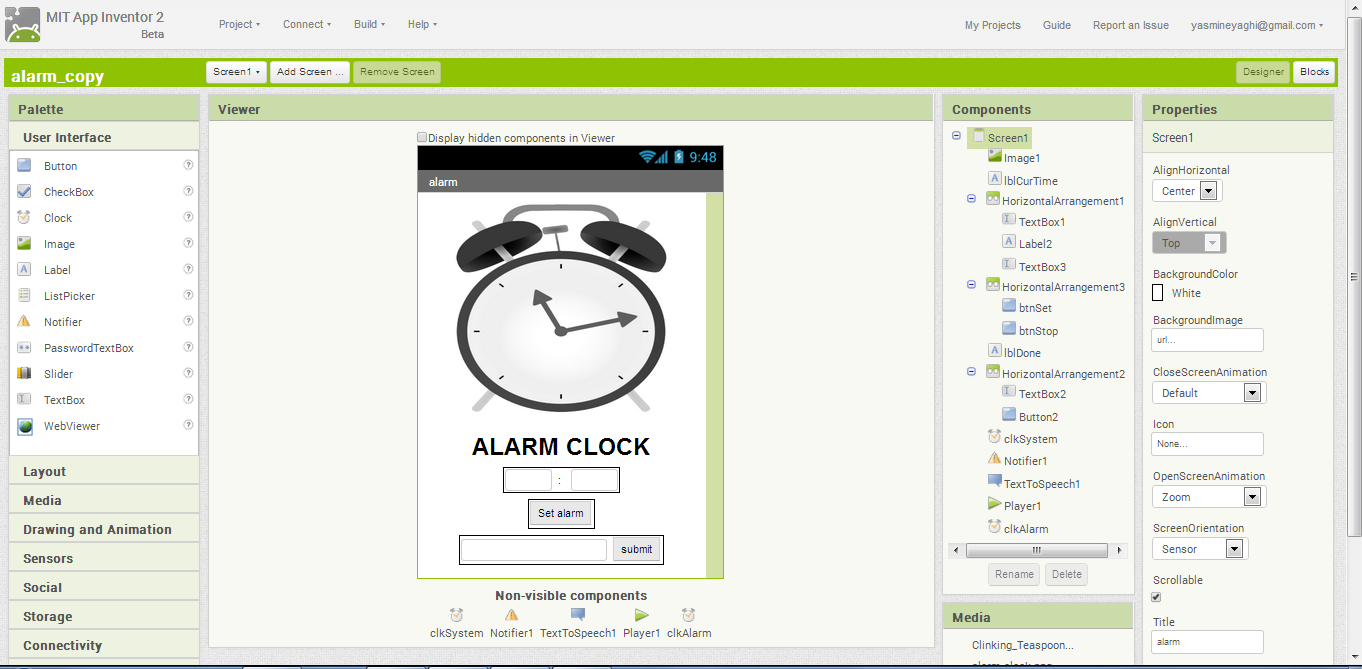 MIT App Inventor 2
Beta
Project Connect Build Help
My Projects Guide Report an Issue yasmineyaghi@gmail.com
alarm_copy
Screen1 Add Screen ... Remove Screen
Designer Blocks
Palette
User Interface
Button ?
CheckBox ?
Clock ?
Image ?
Label ?
ListPicker ?
Notifier ?
PasswordTextBox ?
Slider ?
TextBox ?
WebViewer ?
Layout
Media
Drawing and Animation
Sensors
Social
Storage
Connectivity
Viewer
Display hidden components in Viewer
9:48
alarm
ALARM CLOCK
:
Set alarm
submit
Non-visible components
clkSystem Notifier1 TextToSpeech1 Player1 clkAlarm
Components
Screen1
Image1
lblCurTime
HorizontalArrangement1
TextBox1
Label2
TextBox3
HorizontalArrangement3
btnSet
btnStop
lblDone
HorizontalArrangement2
TextBox2
Button2
clkSystem
Notifier1
TextToSpeech1
Player1
clkAlarm
Rename Delete
Media
Clinking_Teaspoon...
Properties
Screen1
AlignHorizontal
Center
AlignVertical
Top
BackgroundColor
White
BackgroundImage
url...
CloseScreenAnimation
Default
Icon
None...
OpenScreenAnimation
Zoom
ScreenOrientation
Sensor
Scrollable
Title
alarm